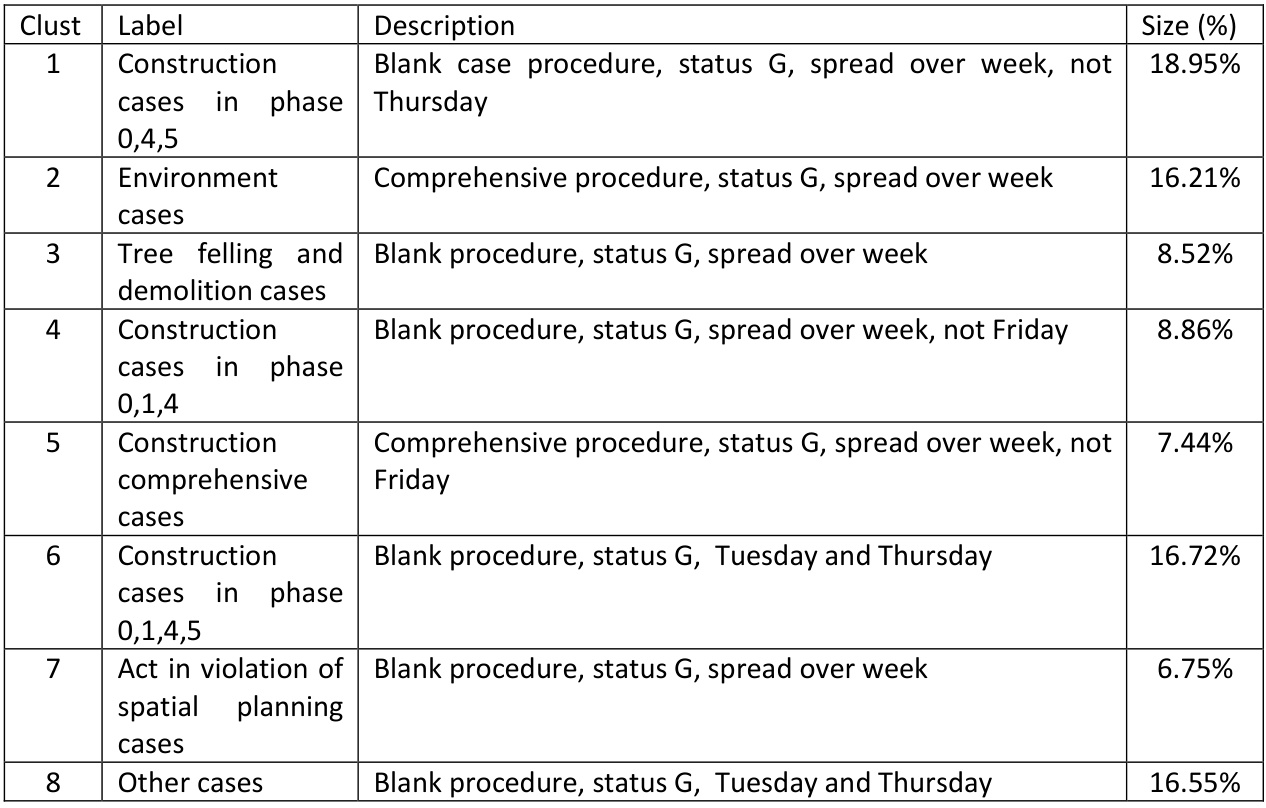 Clust Label Description Size (%)
1 Construction Blank case procedure, status G, spread over week, not 18.95%
cases in phase Thursday
0,4,5
2 Environment Comprehensive procedure, status G, spread over week 16.21%
cases
3 Tree felling and Blank procedure, status G, spread over week 8.52%
demolition cases
4 Construction Blank procedure, status G, spread over week, not Friday 8.86%
cases in phase
0,1,4
5 Construction Comprehensive procedure, status G, spread over week, not 7.44%
comprehensive Friday
cases
6 Construction Blank procedure, status G, Tuesday and Thursday 16.72%
cases in phase
0,1,4,5
7 Act in violation of Blank procedure, status G, spread over week 6.75%
spatial planning
cases
8 Other cases Blank procedure, status G, Tuesday and Thursday 16.55%